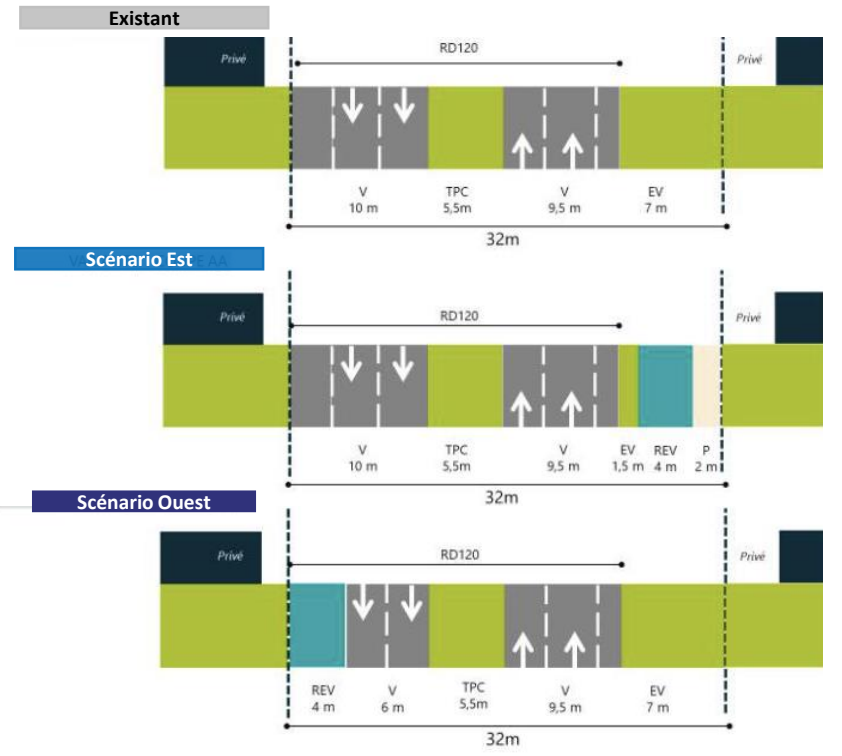 Existant
RD120
Privé
Privé
V
10 m
TPC
5,5m
V
9,5 m
EV
7 m
32m
Scénario Est
RD120
Privé
Privé
V
10 m
TPC
5,5m
V
9,5 m
EV
1,5 m
REV
4 m
P
2 m
32m
Scénario Ouest
RD120
Privé
Privé
REV
4 m
V
6 m
TPC
5,5m
V
9,5 m
EV
7 m
32m